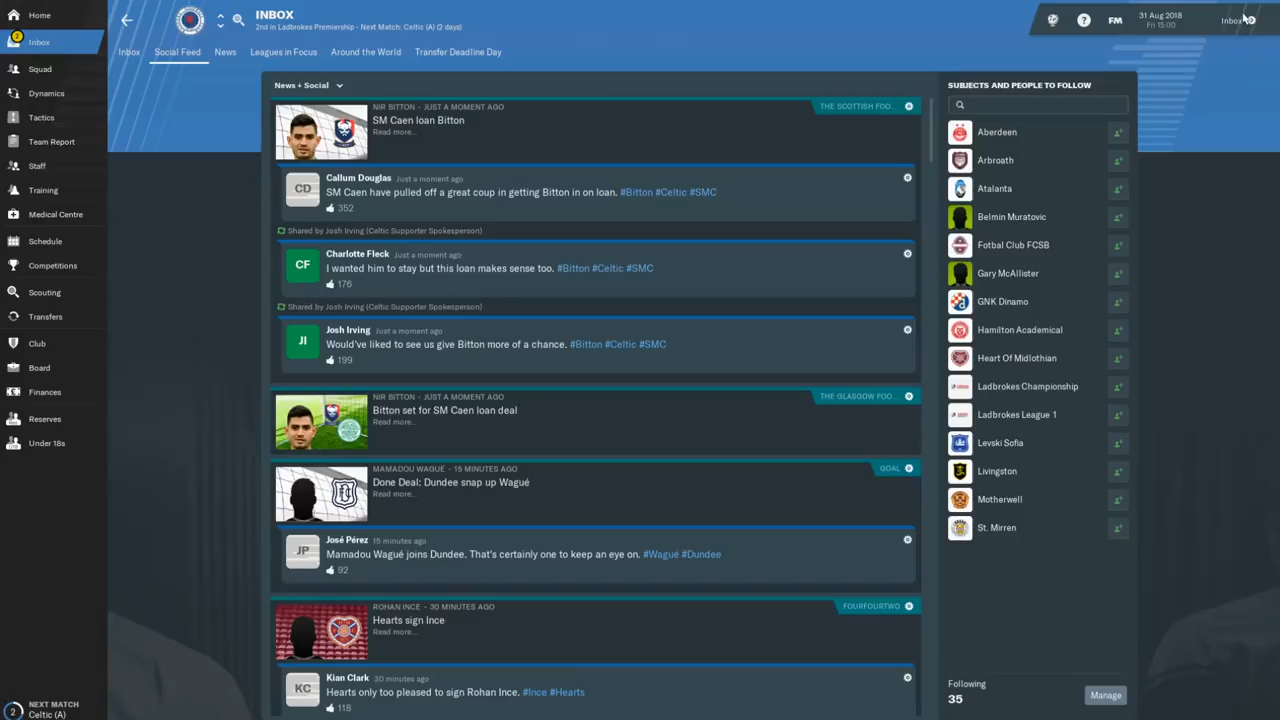 Home
Inbox
2
Squad
Dynamics
Tactics
Team Report
Staff
Training
Medical Centre
Schedule
Competitions
Scouting
Transfers
Club
Board
Finances
Reserves
Under 18s
2
NEXT MATCH
Celtic (A)
INBOX
2nd in Ladbrokes Premiership - Next Match: Celtic (A) (2 days)
Inbox
Social Feed
News
Leagues in Focus
Around the World
Transfer Deadline Day
?
FM
31 Aug 2018
Fri 15:00
Inbox
News + Social
NIR BITTON - JUST A MOMENT AGO
THE SCOTTISH FOO...
SM Caen loan Bitton
Read more...
CD
Callum Douglas Just a moment ago
SM Caen have pulled off a great coup in getting Bitton in on loan. #Bitton #Celtic #SMC
352
Shared by Josh Irving (Celtic Supporter Spokesperson)
CF
Charlotte Fleck Just a moment ago
I wanted him to stay but this loan makes sense too. #Bitton #Celtic #SMC
176
Shared by Josh Irving (Celtic Supporter Spokesperson)
JI
Josh Irving Just a moment ago
Would've liked to see us give Bitton more of a chance. #Bitton #Celtic #SMC
199
NIR BITTON - JUST A MOMENT AGO
THE GLASGOW FOO...
Bitton set for SM Caen loan deal
Read more...
MAMADOU WAGUÉ - 15 MINUTES AGO
GOAL
Done Deal: Dundee snap up Wagué
Read more...
JP
José Pérez 15 minutes ago
Mamadou Wagué joins Dundee. That's certainly one to keep an eye on. #Wagué #Dundee
92
ROHAN INCE - 30 MINUTES AGO
FOURFOURTWO
Hearts sign Ince
Read more...
KC
Kian Clark 30 minutes ago
Hearts only too pleased to sign Rohan Ince. #Ince #Hearts
118
SUBJECTS AND PEOPLE TO FOLLOW
Aberdeen
Arbroath
Atalanta
Belmin Muratovic
Fotbal Club FCSB
Gary McAllister
GNK Dinamo
Hamilton Academical
Heart Of Midlothian
Ladbrokes Championship
Ladbrokes League 1
Levski Sofia
Livingston
Motherwell
St. Mirren
Following
35
Manage